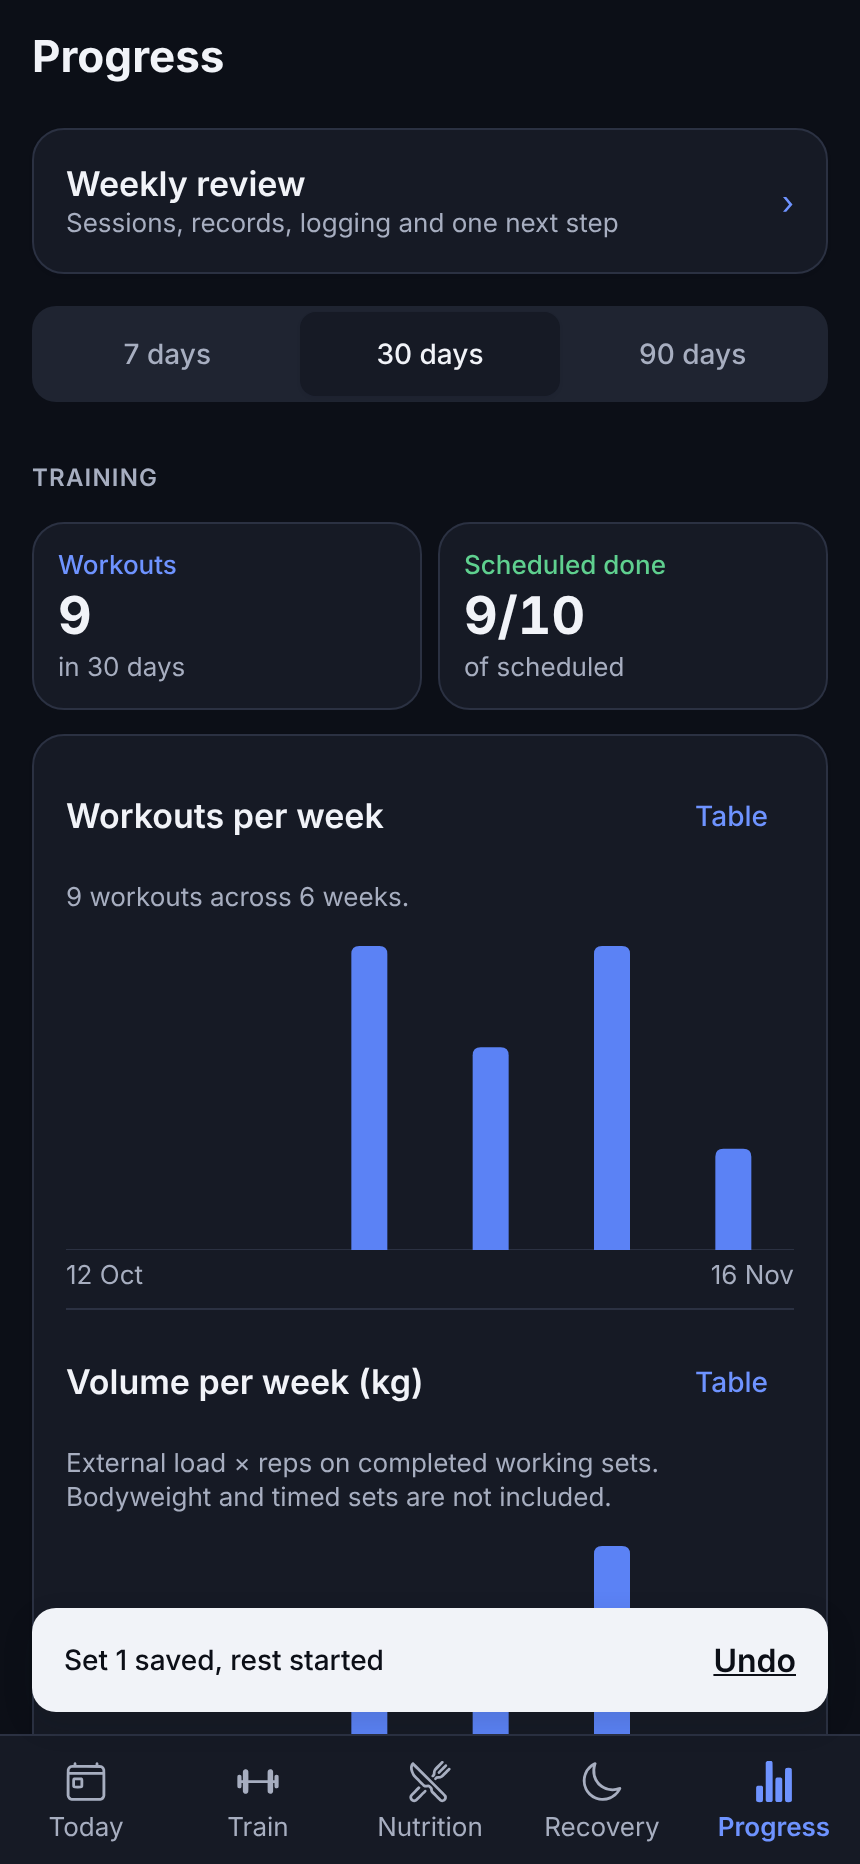 Progress
Weekly review
Sessions, records, logging and one next step
7 days
30 days
90 days
TRAINING
Workouts
9
in 30 days
Scheduled done
9/10
of scheduled
Workouts per week
Table
9 workouts across 6 weeks.
12 Oct
16 Nov
Volume per week (kg)
Table
External load × reps on completed working sets.
Bodyweight and timed sets are not included.
Set 1 saved, rest started
Undo
Today
Train
Nutrition
Recovery
Progress